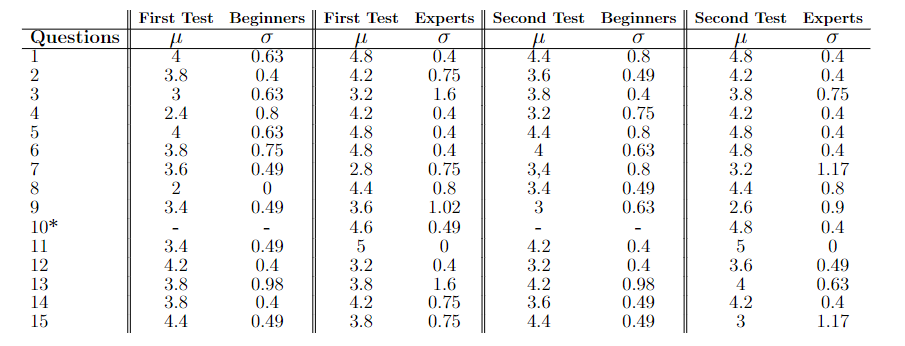 First Test Beginners First Test Experts Second Test Beginners Second Test Experts
Questions μ σ μ σ μ σ μ σ
1 4 0.63 4.8 0.4 4.4 0.8 4.8 0.4
2 3.8 0.4 4.2 0.75 3.6 0.49 4.2 0.4
3 3 0.63 3.2 1.6 3.8 0.4 3.8 0.75
4 2.4 0.8 4.2 0.4 3.2 0.75 4.2 0.4
5 4 0.63 4.8 0.4 4.4 0.8 4.8 0.4
6 3.8 0.75 4.8 0.4 4 0.63 4.8 0.4
7 3.6 0.49 2.8 0.75 3,4 0.8 3.2 1.17
8 2 0 4.4 0.8 3.4 0.49 4.4 0.8
9 3.4 0.49 3.6 1.02 3 0.63 2.6 0.9
10* - - 4.6 0.49 - - 4.8 0.4
11 3.4 0.49 5 0 4.2 0.4 5 0
12 4.2 0.4 3.2 0.4 3.2 0.4 3.6 0.49
13 3.8 0.98 3.8 1.6 4.2 0.98 4 0.63
14 3.8 0.4 4.2 0.75 3.6 0.49 4.2 0.4
15 4.4 0.49 3.8 0.75 4.4 0.49 3 1.17